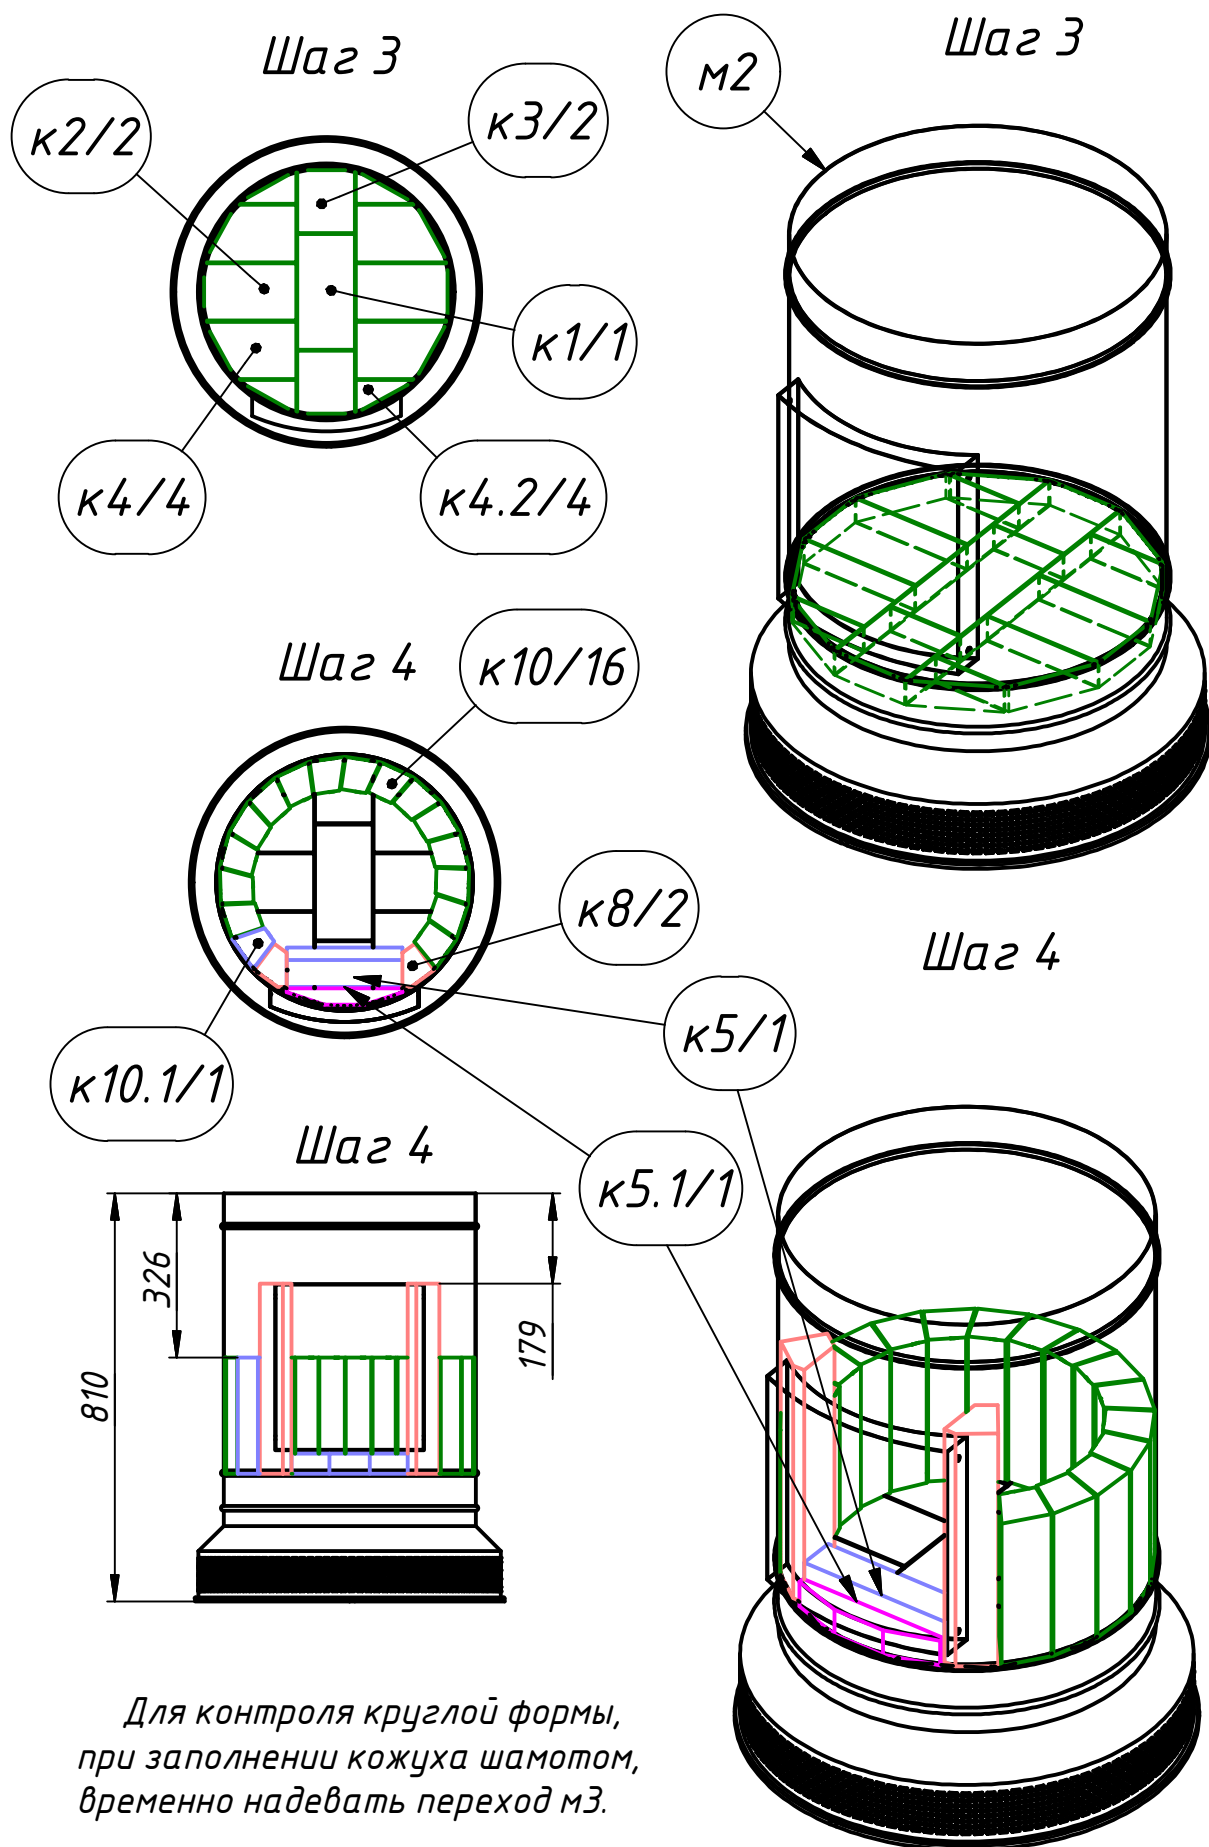 Шаг 3
Шаг 3
м2
к2/2
к3/2
к1/1
к4/4
к4.2/4
Шаг 4
к10/16
к8/2
Шаг 4
к5/1
к10.1/1
Шаг 4
к5.1/1
326
179
810
Для контроля круглой формы,
при заполнении кожуха шамотом,
временно надевать переход м3.